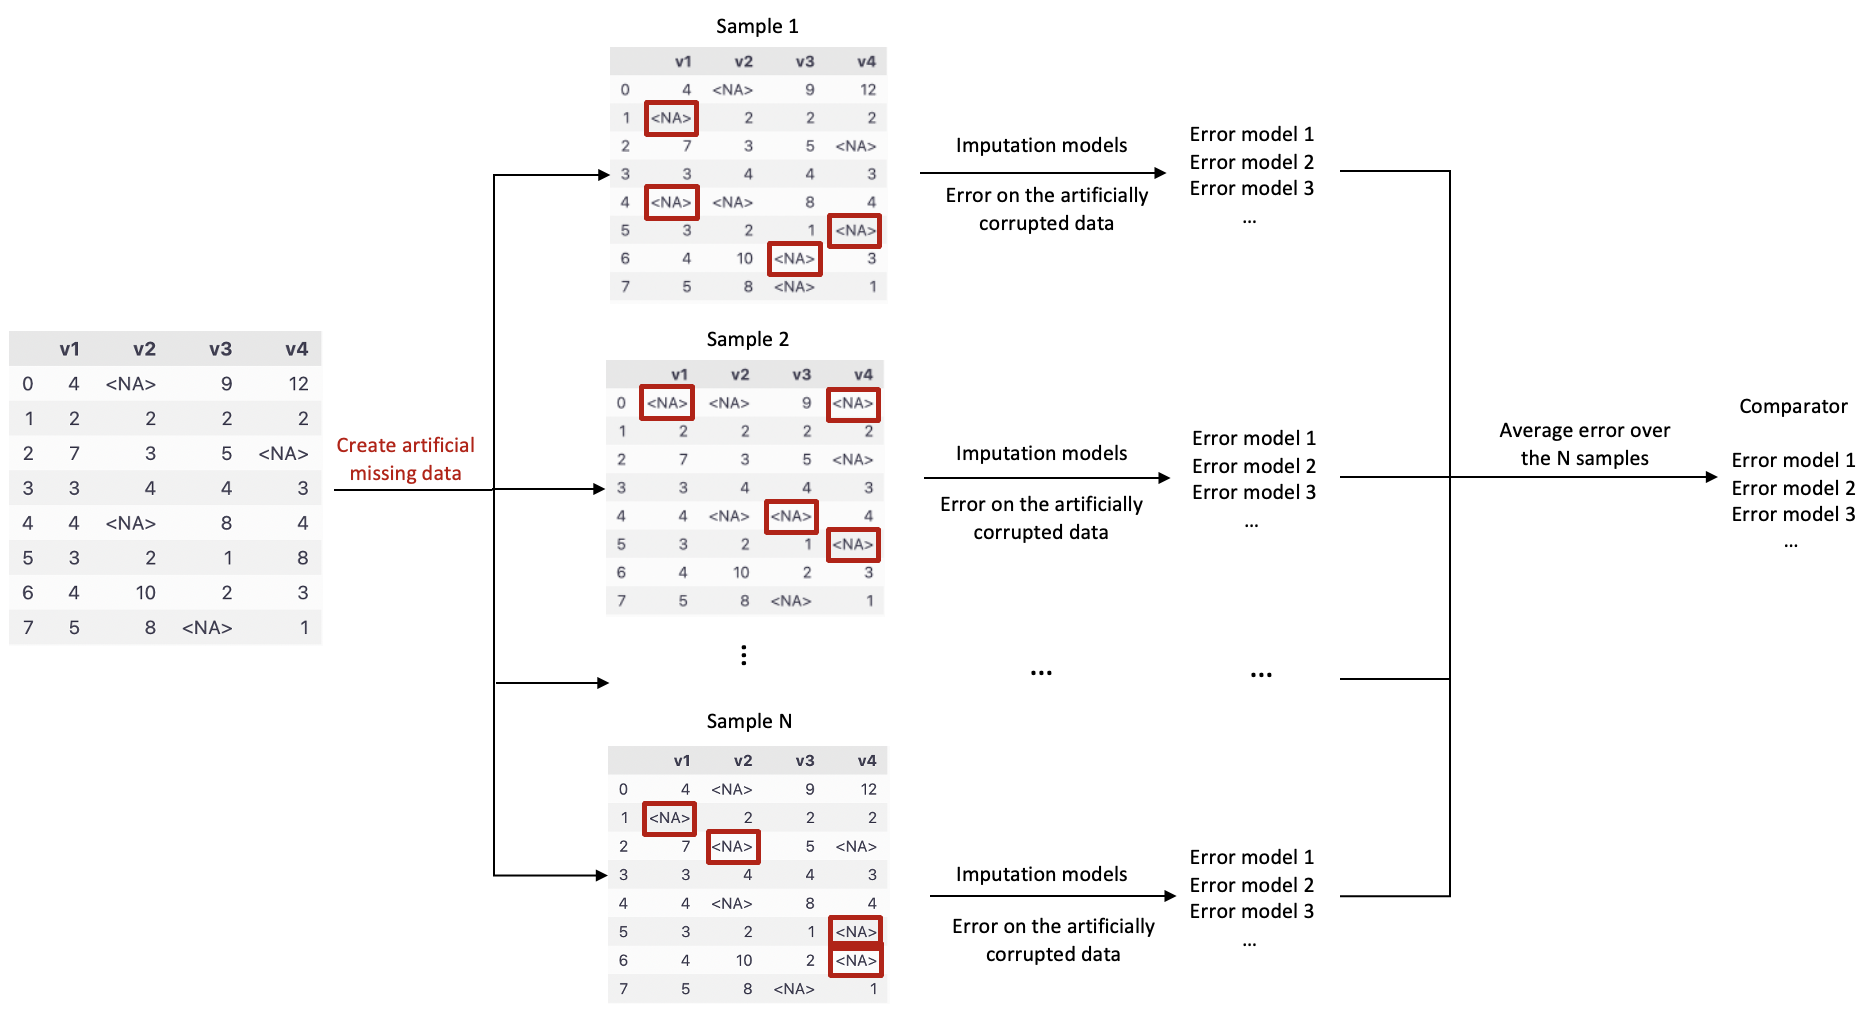 v1 v2 v3 v4
0 4 <NA> 9 12
1 2 2 2 2
2 7 3 5 <NA>
3 3 4 4 3
4 4 <NA> 8 4
5 3 2 1 8
6 4 10 2 3
7 5 8 <NA> 1
Create artificial
missing data
Sample 1
v1 v2 v3 v4
0 4 <NA> 9 12
1 <NA> 2 2 2
2 7 3 5 <NA>
3 3 4 4 3
4 <NA> <NA> 8 4
5 3 2 1 <NA>
6 4 10 <NA> 3
7 5 8 <NA> 1
Imputation models
Error on the artificially
corrupted data
Error model 1
Error model 2
Error model 3
...
Sample 2
v1 v2 v3 v4
0 <NA> <NA> 9 <NA>
1 2 2 2 2
2 7 3 5 <NA>
3 3 4 4 3
4 4 <NA> <NA> 4
5 3 2 1 <NA>
6 4 10 2 3
7 5 8 <NA> 1
Imputation models
Error on the artificially
corrupted data
Error model 1
Error model 2
Error model 3
...
⋮
... ...
Sample N
v1 v2 v3 v4
0 4 <NA> 9 12
1 <NA> 2 2 2
2 7 <NA> 5 <NA>
3 3 4 4 3
4 4 <NA> 8 4
5 3 2 1 <NA>
6 4 10 2 <NA>
7 5 8 <NA> 1
Imputation models
Error on the artificially
corrupted data
Error model 1
Error model 2
Error model 3
...
Average error over
the N samples
Comparator
Error model 1
Error model 2
Error model 3
...